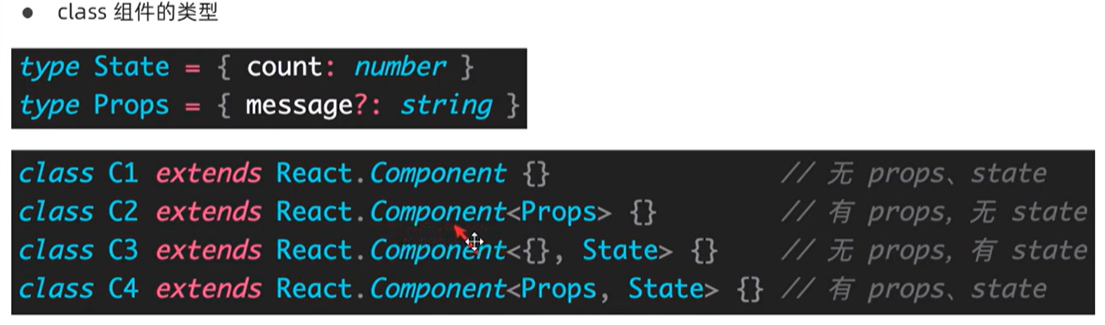 ● class 组件的类型
type State = { count: number }
type Props = { message?: string }
class C1 extends React.Component {} // 无 props、state
class C2 extends React.Component<Props> {} // 有 props, 无 state
class C3 extends React.Component<{}, State> {} // 无 props, 有 state
class C4 extends React.Component<Props, State> {} // 有 props、state